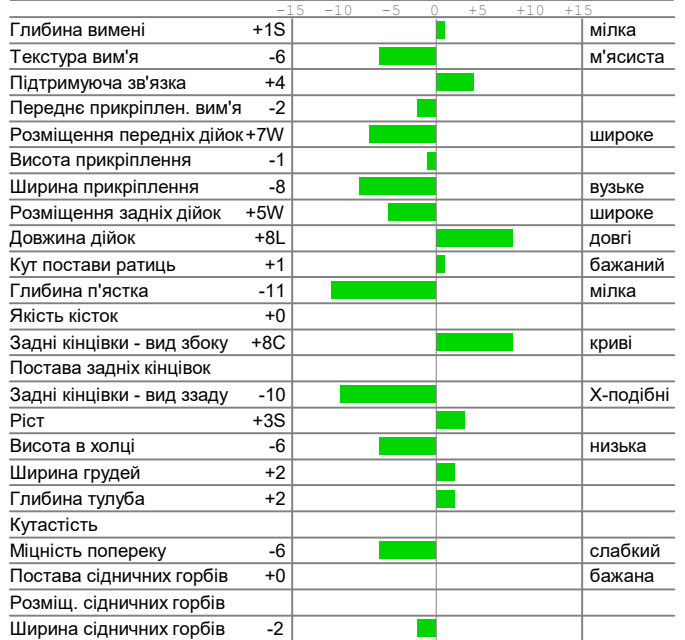 -15 -10 -5 0 +5 +10 +15
Глибина вимені +1S мілка
Текстура вим'я -6 м'ясиста
Підтримуюча зв'язка +4
Переднє прикріплен. вим'я -2
Розміщення передніх дійок +7W широке
Висота прикріплення -1
Ширина прикріплення -8 вузьке
Розміщення задніх дійок +5W широке
Довжина дійок +8L довгі
Кут постави ратиць +1 бажаний
Глибина п'ястка -11 мілка
Якість кісток +0
Задні кінцівки - вид збоку +8C криві
Постава задніх кінцівок
Задні кінцівки - вид ззаду -10 Х-подібні
Ріст +3S
Висота в холці -6 низька
Ширина грудей +2
Глибина тулуба +2
Кутастість
Міцність попереку -6 слабкий
Постава сідничних горбів +0 бажана
Розміщ. сідничних горбів
Ширина сідничних горбів -2